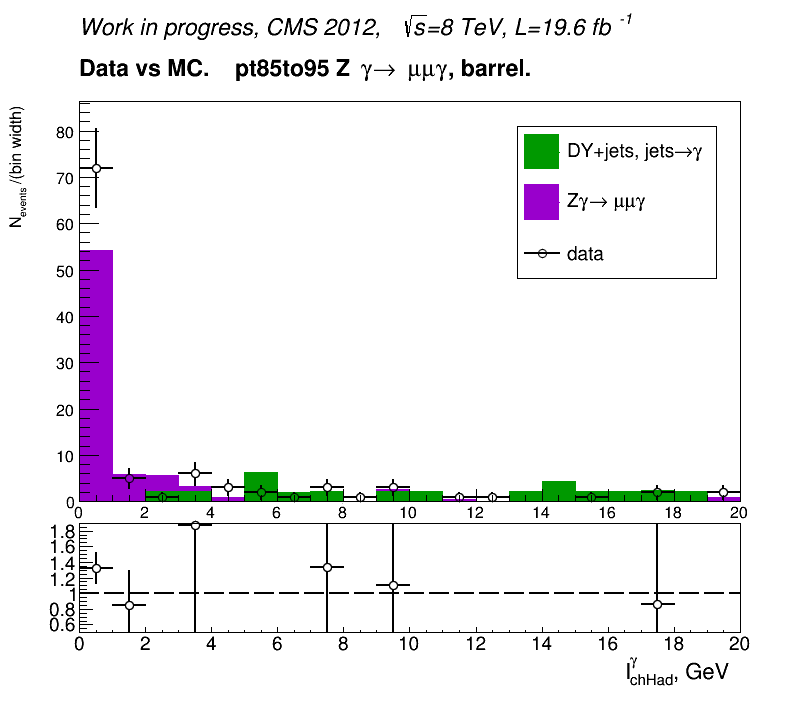 Work in progress, CMS 2012, √s=8 TeV, L=19.6 fb⁻¹
Data vs MC. pt85to95 Z γ→ μμγ, barrel.
N_events /(bin width)
DY+jets, jets→γ
Zγ→ μμγ
data
80
70
60
50
40
30
20
10
0
0 2 4 6 8 10 12 14 16 18 20
1.8
1.6
1.4
1.2
1
0.8
0.6
0 2 4 6 8 10 12 14 16 18 20
I^γ_chHad, GeV